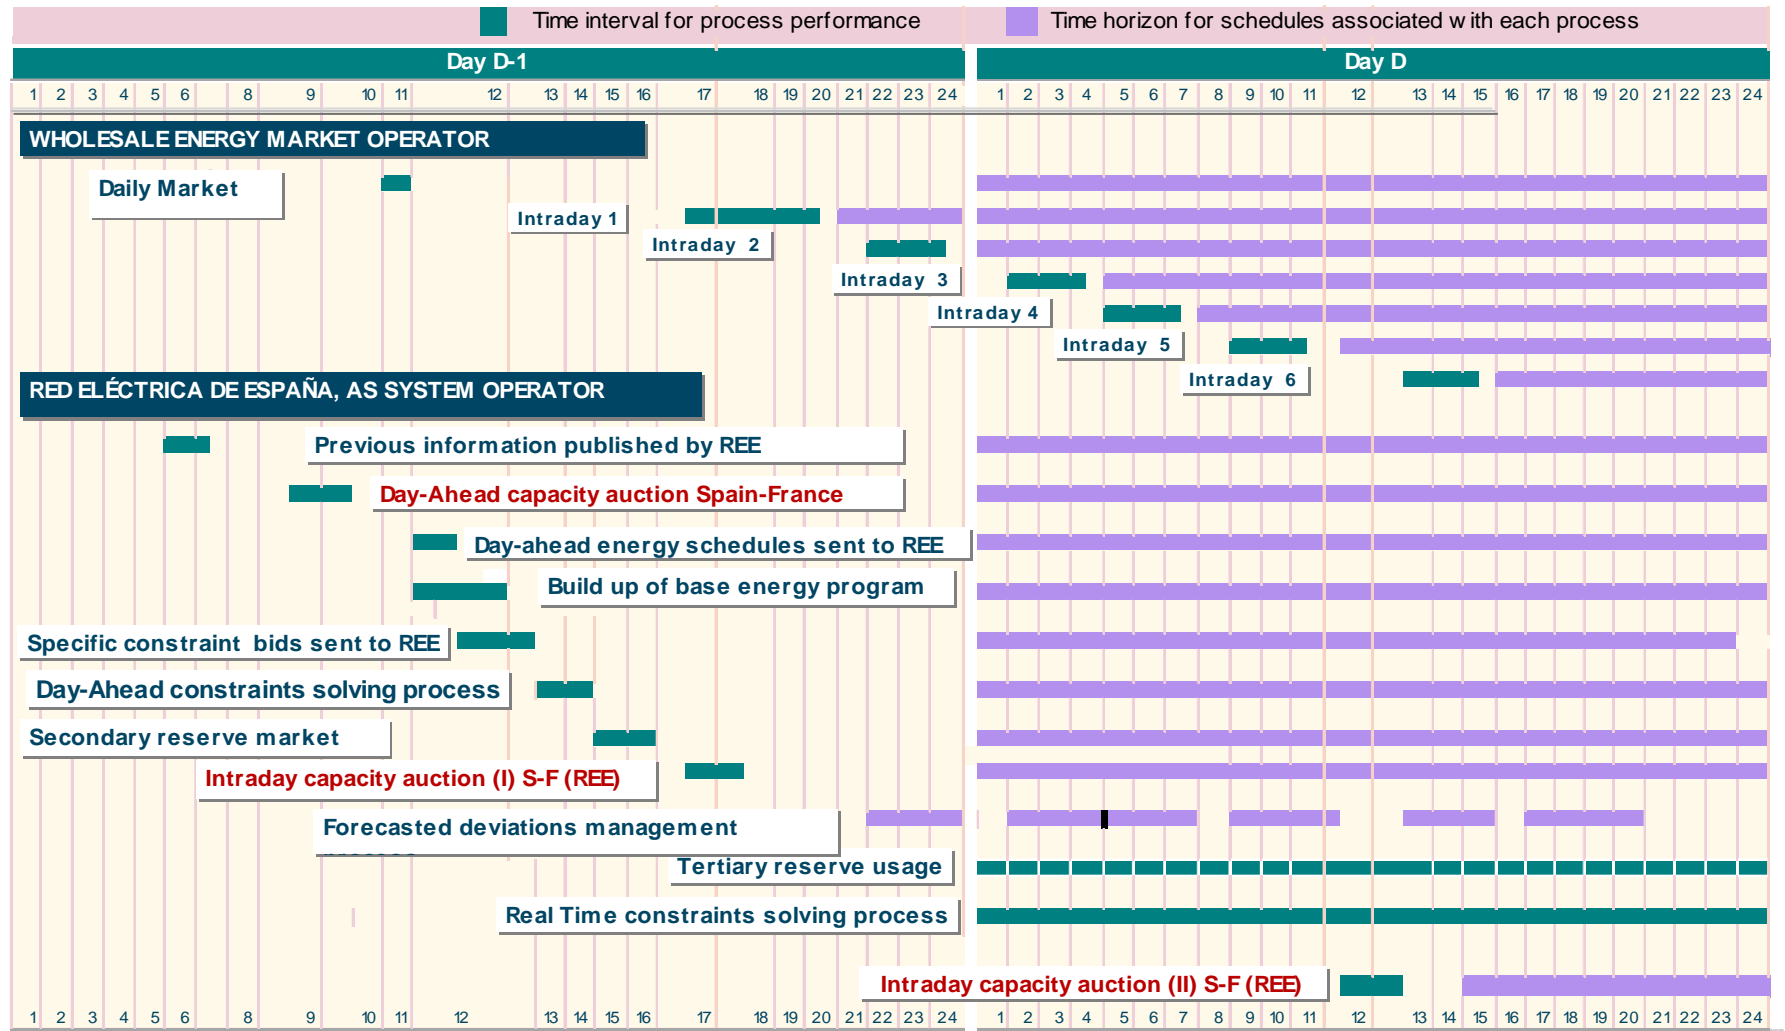 Time interval for process performance Time horizon for schedules associated with each process
Day D-1 Day D
1 2 3 4 5 6 8 9 10 11 12 13 14 15 16 17 18 19 20 21 22 23 24 1 2 3 4 5 6 7 8 9 10 11 12 13 14 15 16 17 18 19 20 21 22 23 24
WHOLESALE ENERGY MARKET OPERATOR
Daily Market
Intraday 1
Intraday 2
Intraday 3
Intraday 4
Intraday 5
Intraday 6
RED ELÉCTRICA DE ESPAÑA, AS SYSTEM OPERATOR
Previous information published by REE
Day-Ahead capacity auction Spain-France
Day-ahead energy schedules sent to REE
Build up of base energy program
Specific constraint bids sent to REE
Day-Ahead constraints solving process
Secondary reserve market
Intraday capacity auction (I) S-F (REE)
Forecasted deviations management
Tertiary reserve usage
Real Time constraints solving process
Intraday capacity auction (II) S-F (REE)
1 2 3 4 5 6 8 9 10 11 12 13 14 15 16 17 18 19 20 21 22 23 24 1 2 3 4 5 6 7 8 9 10 11 12 13 14 15 16 17 18 19 20 21 22 23 24